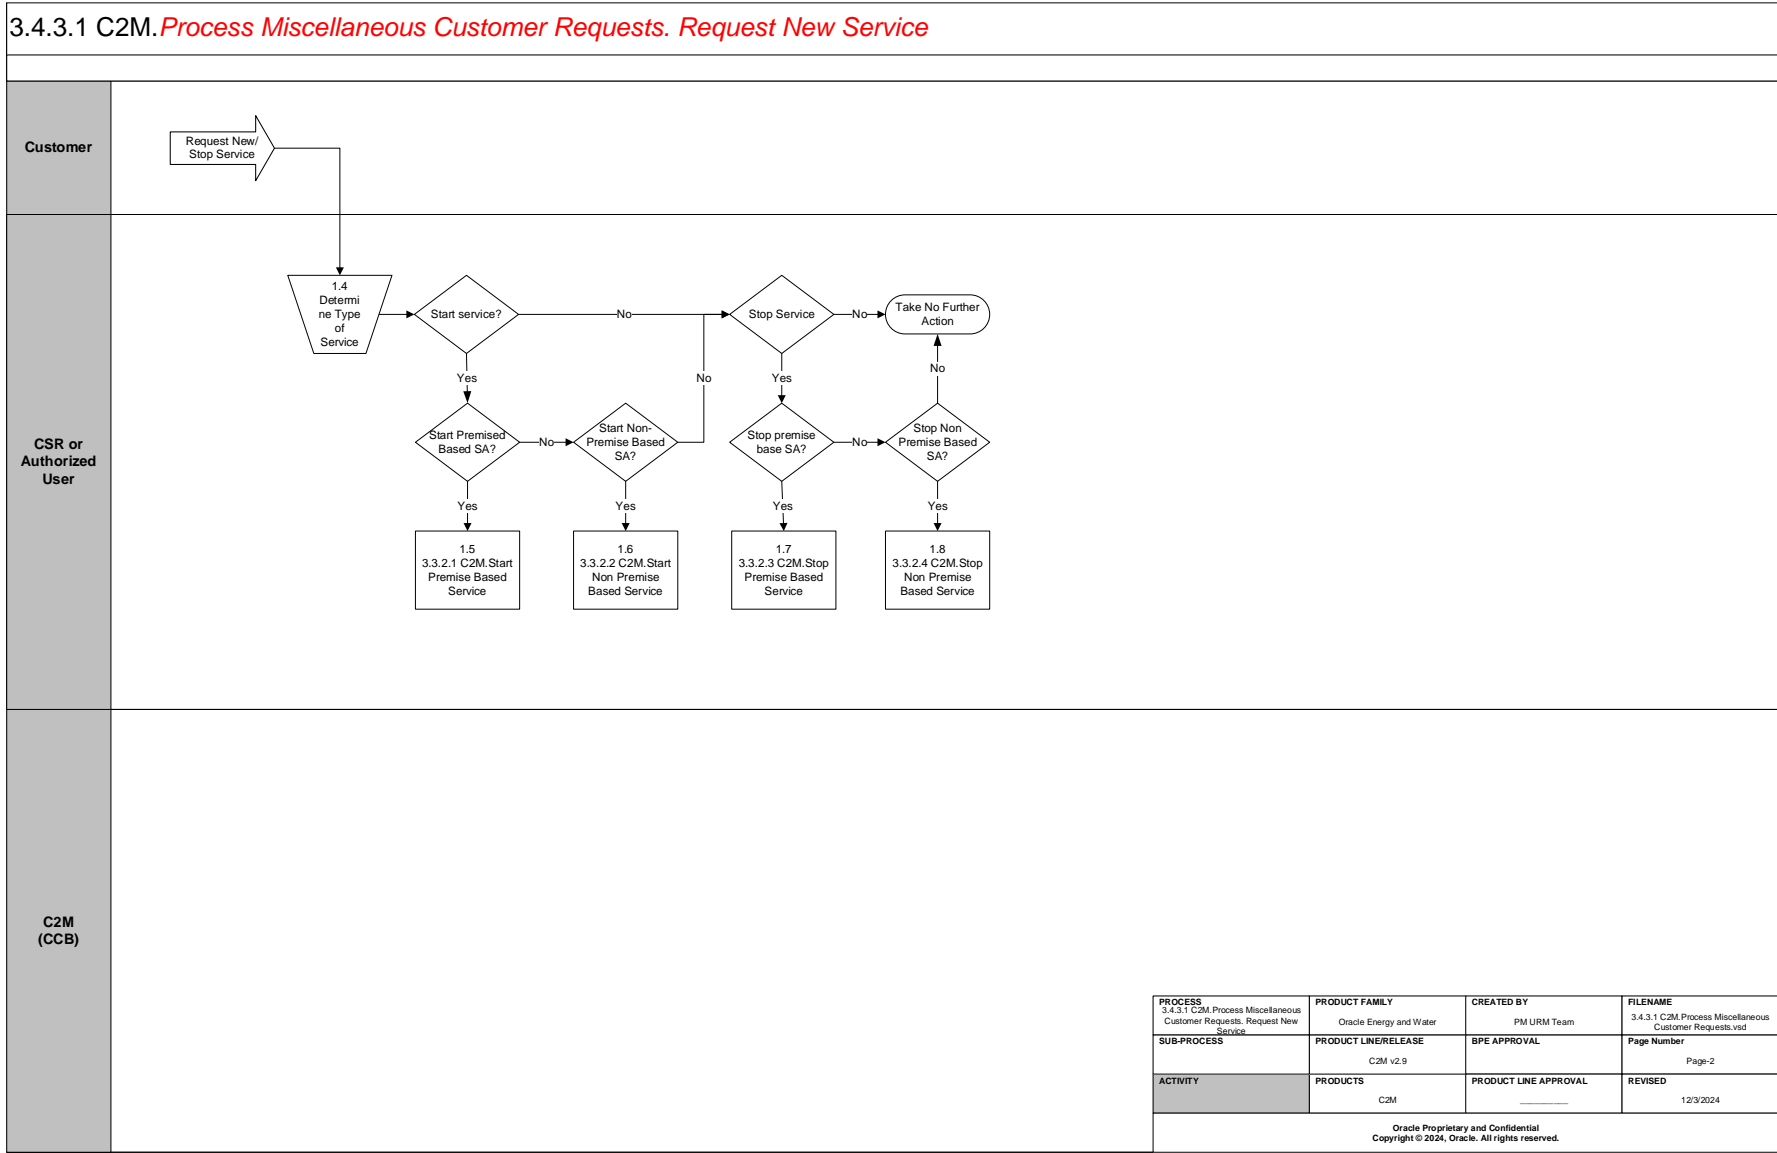 3.4.3.1 C2M.Process Miscellaneous Customer Requests. Request New Service
Customer
Request New/
Stop Service
CSR or
Authorized
User
1.4
Determi
ne Type
of
Service
Start service?
No
Stop Service
No
Take No Further
Action
Yes
No
Yes
No
Start Premised
Based SA?
No
Start Non-
Premise Based
SA?
Stop premise
base SA?
No
Stop Non
Premise Based
SA?
Yes
Yes
Yes
Yes
1.5
3.3.2.1 C2M.Start
Premise Based
Service
1.6
3.3.2.2 C2M.Start
Non Premise
Based Service
1.7
3.3.2.3 C2M.Stop
Premise Based
Service
1.8
3.3.2.4 C2M.Stop
Non Premise
Based Service
C2M
(CCB)
PROCESS
3.4.3.1 C2M.Process Miscellaneous
Customer Requests. Request New
Service
PRODUCT FAMILY
Oracle Energy and Water
CREATED BY
PM URM Team
FILENAME
3.4.3.1 C2M.Process Miscellaneous
Customer Requests.vsd
SUB-PROCESS
PRODUCT LINE/RELEASE
C2M v2.9
BPE APPROVAL
Page Number
Page-2
ACTIVITY
PRODUCTS
C2M
PRODUCT LINE APPROVAL
REVISED
12/3/2024
Oracle Proprietary and Confidential
Copyright © 2024, Oracle. All rights reserved.